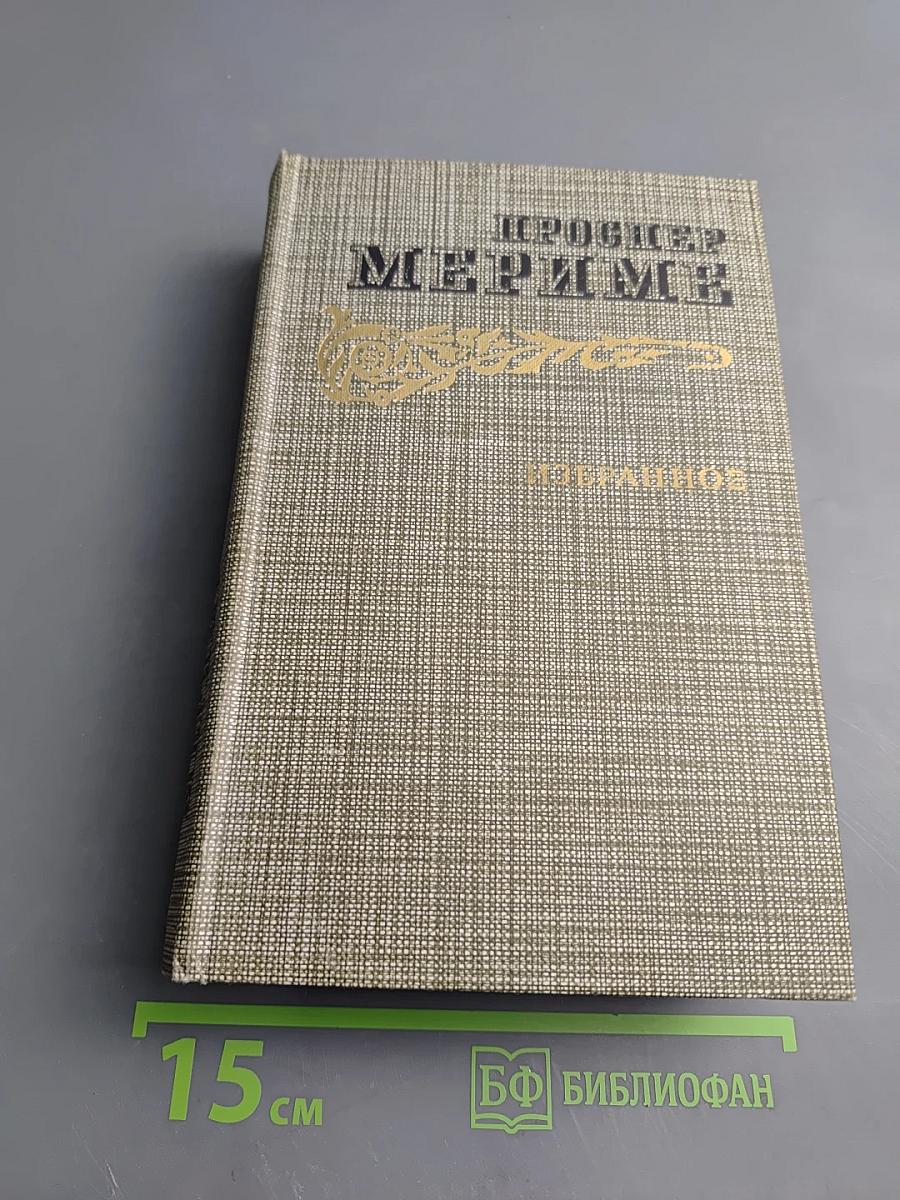 ПРОСПЕР
МЕРИМЕ
ИЗБРАННОЕ
15 см
БФ БИБЛИОФАН